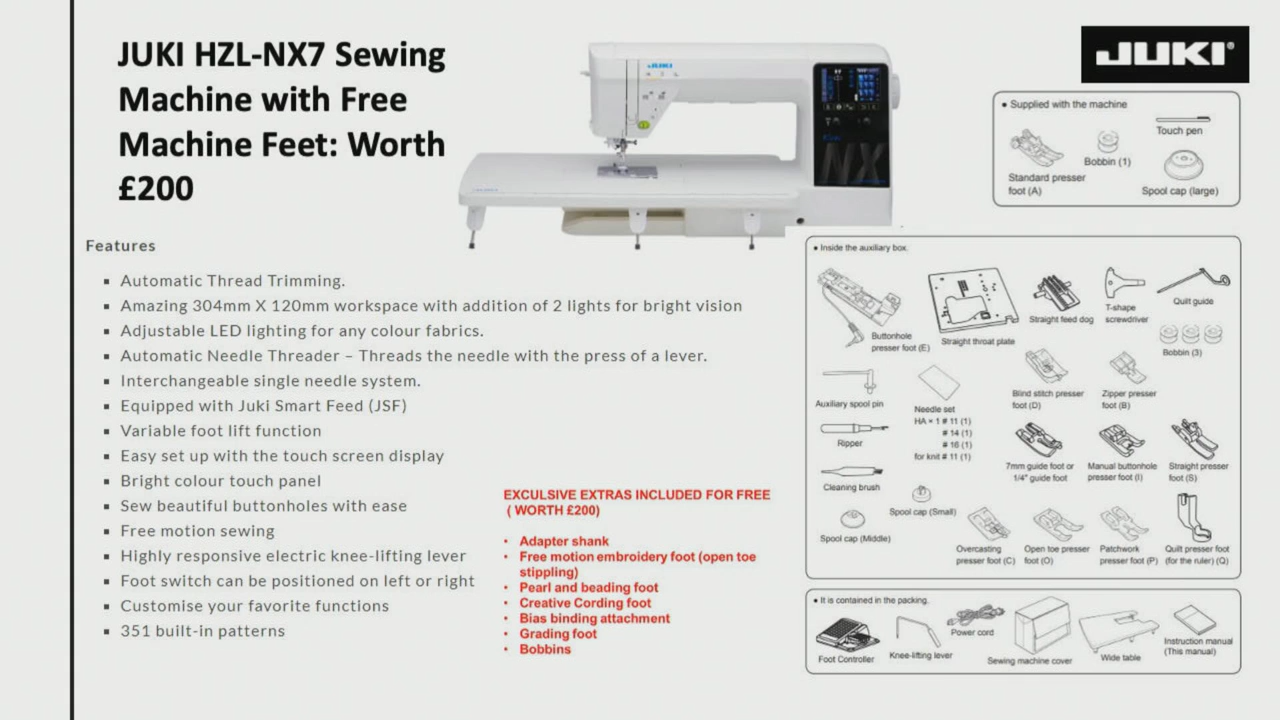 JUKI HZL-NX7 Sewing
Machine with Free
Machine Feet: Worth
£200
JUKI
JUKI
JUKI
NX
Features
Automatic Thread Trimming.
Amazing 304mm X 120mm workspace with addition of 2 lights for bright vision
Adjustable LED lighting for any colour fabrics.
Automatic Needle Threader – Threads the needle with the press of a lever.
Interchangeable single needle system.
Equipped with Juki Smart Feed (JSF)
Variable foot lift function
Easy set up with the touch screen display
Bright colour touch panel
Sew beautiful buttonholes with ease
Free motion sewing
Highly responsive electric knee-lifting lever
Foot switch can be positioned on left or right
Customise your favorite functions
351 built-in patterns
EXCULSIVE EXTRAS INCLUDED FOR FREE
( WORTH £200)
Adapter shank
Free motion embroidery foot (open toe
stippling)
Pearl and beading foot
Creative Cording foot
Bias binding attachment
Grading foot
Bobbins
JUKI®
Supplied with the machine
Standard presser
foot (A)
Bobbin (1)
Touch pen
Spool cap (large)
Inside the auxiliary box.
Buttonhole
presser foot (E)
Straight throat plate
Straight feed dog
T-shape
screwdriver
Quilt guide
Bobbin (3)
Auxiliary spool pin
Needle set
HA × 1 # 11 (1)
# 14 (1)
# 16 (1)
for knit # 11 (1)
Blind stitch presser
foot (D)
Zipper presser
foot (B)
Ripper
7mm guide foot or
1/4" guide foot
Manual buttonhole
presser foot (I)
Straight presser
foot (S)
Cleaning brush
Spool cap (Small)
Spool cap (Middle)
Overcasting
presser foot (C)
Open toe presser
foot (O)
Patchwork
presser foot (P)
Quilt presser foot
(for the ruler) (Q)
It is contained in the packing.
Foot Controller
Knee-lifting lever
Power cord
Sewing machine cover
Wide table
Instruction manual
(This manual)